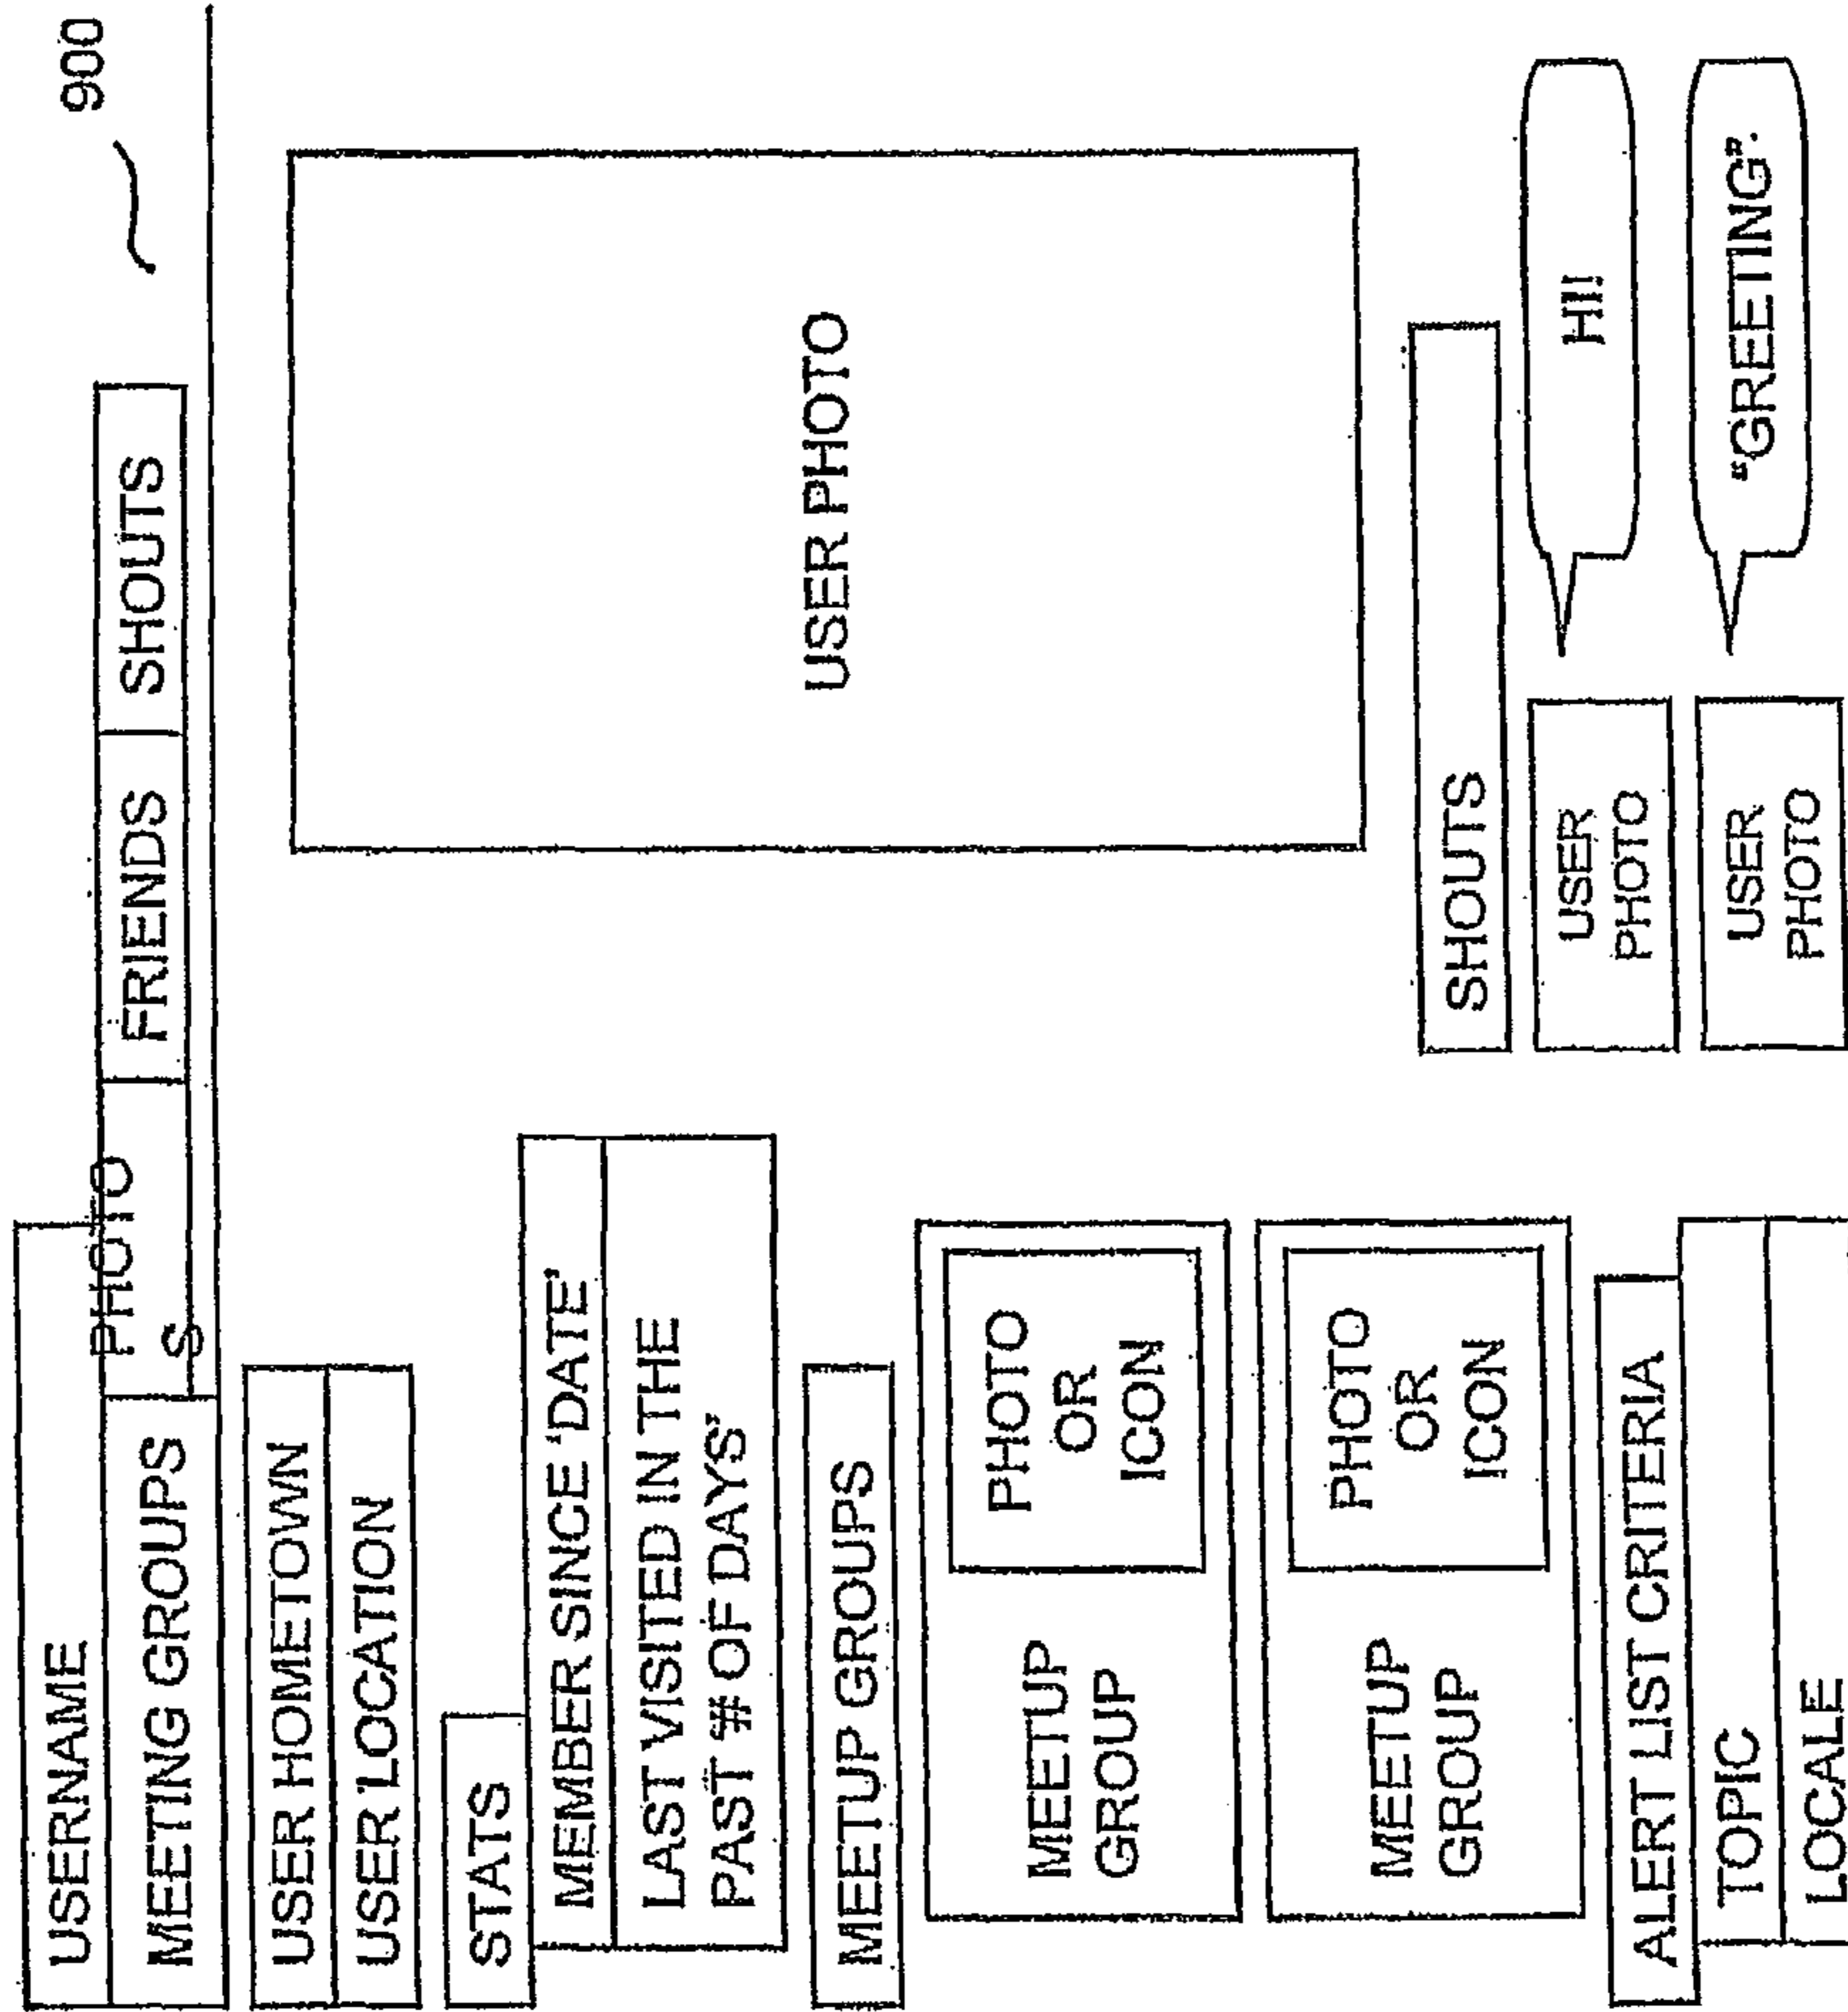 900
USERNAME
MEETING GROUPS
PHOTO
S
FRIENDS
SHOUTS
USER HOMETOWN
USER LOCATION
STATS
MEMBER SINCE 'DATE'
LAST VISITED IN THE
PAST # OF DAYS'
MEETUP GROUPS
MEETUP
GROUP
PHOTO
OR
ICON
MEETUP
GROUP
PHOTO
OR
ICON
ALERT LIST CRITERIA
TOPIC
LOCALE
USER PHOTO
SHOUTS
USER
PHOTO
HI!
USER
PHOTO
“GREETING”.